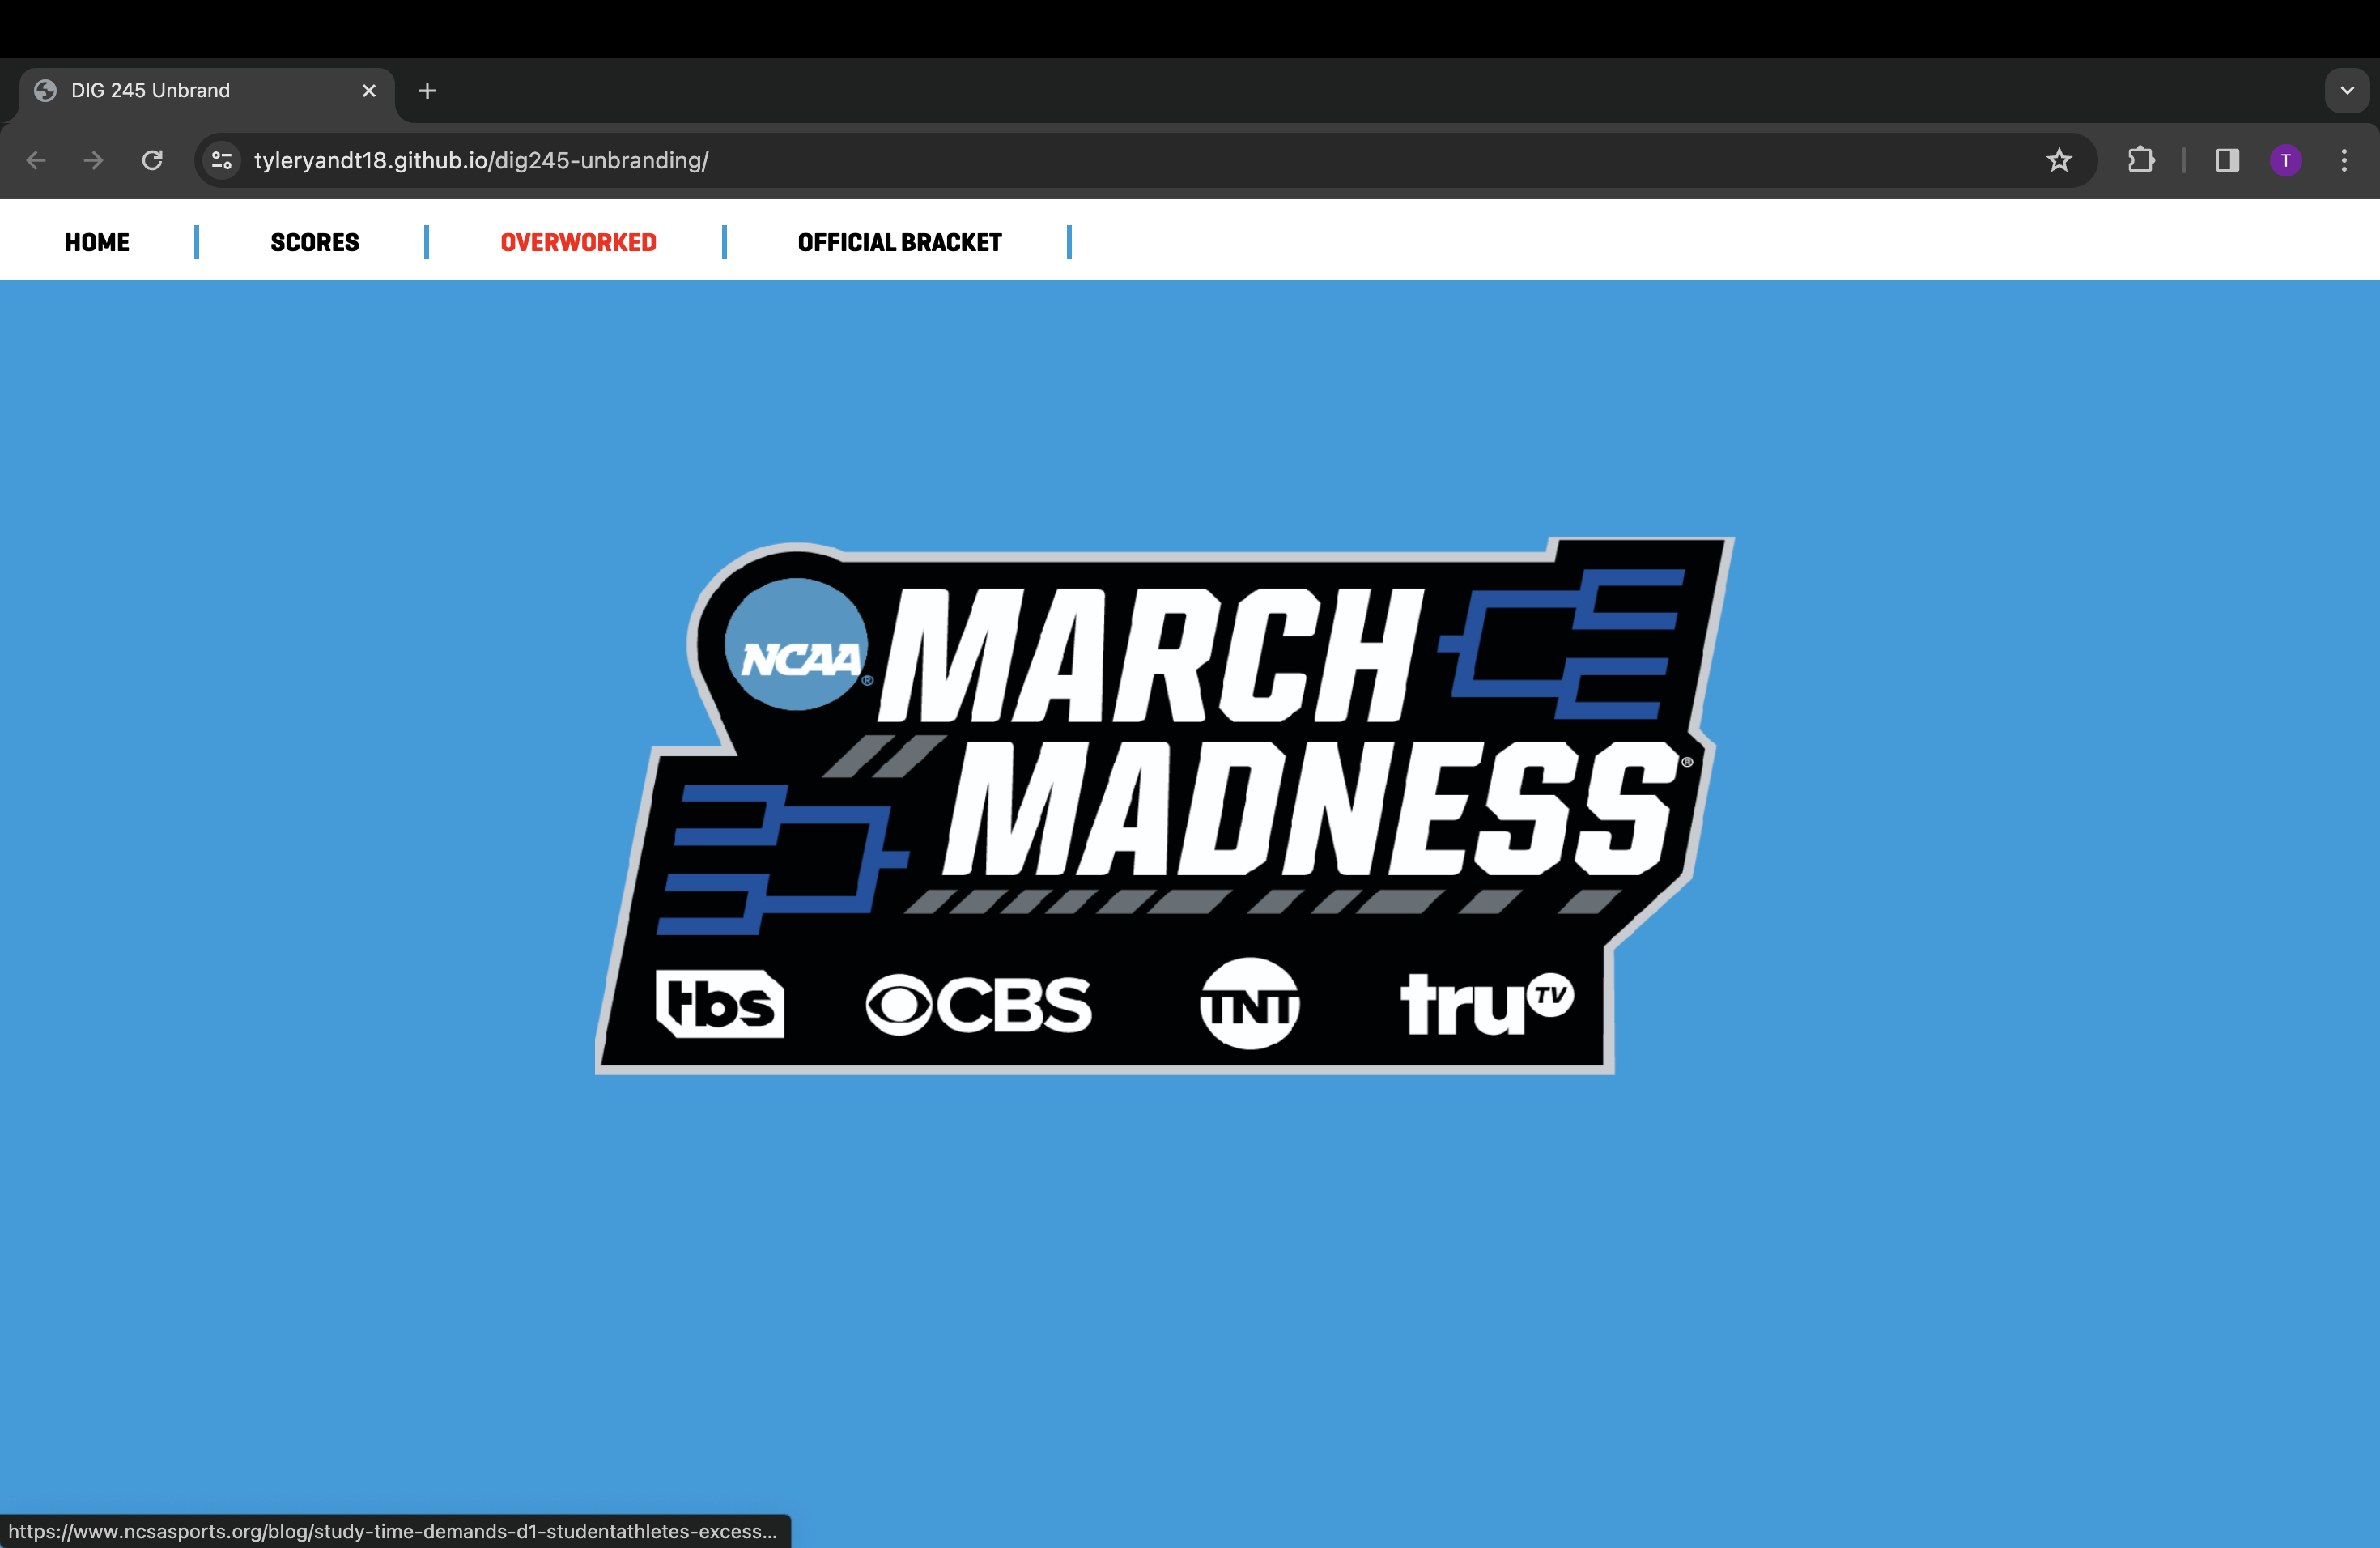 DIG 245 Unbrand
tyleryandt18.github.io/dig245-unbranding/
T
HOME SCORES OVERWORKED OFFICIAL BRACKET
NCAA®
MARCH
MADNESS®
tbs CBS TNT truTV
https://www.ncsasports.org/blog/study-time-demands-d1-studentathletes-excess...